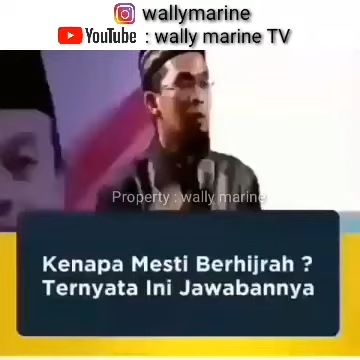 wallymarine
YouTube : wally marine TV
Property : wally marine
Kenapa Mesti Berhijrah ?
Ternyata Ini Jawabannya